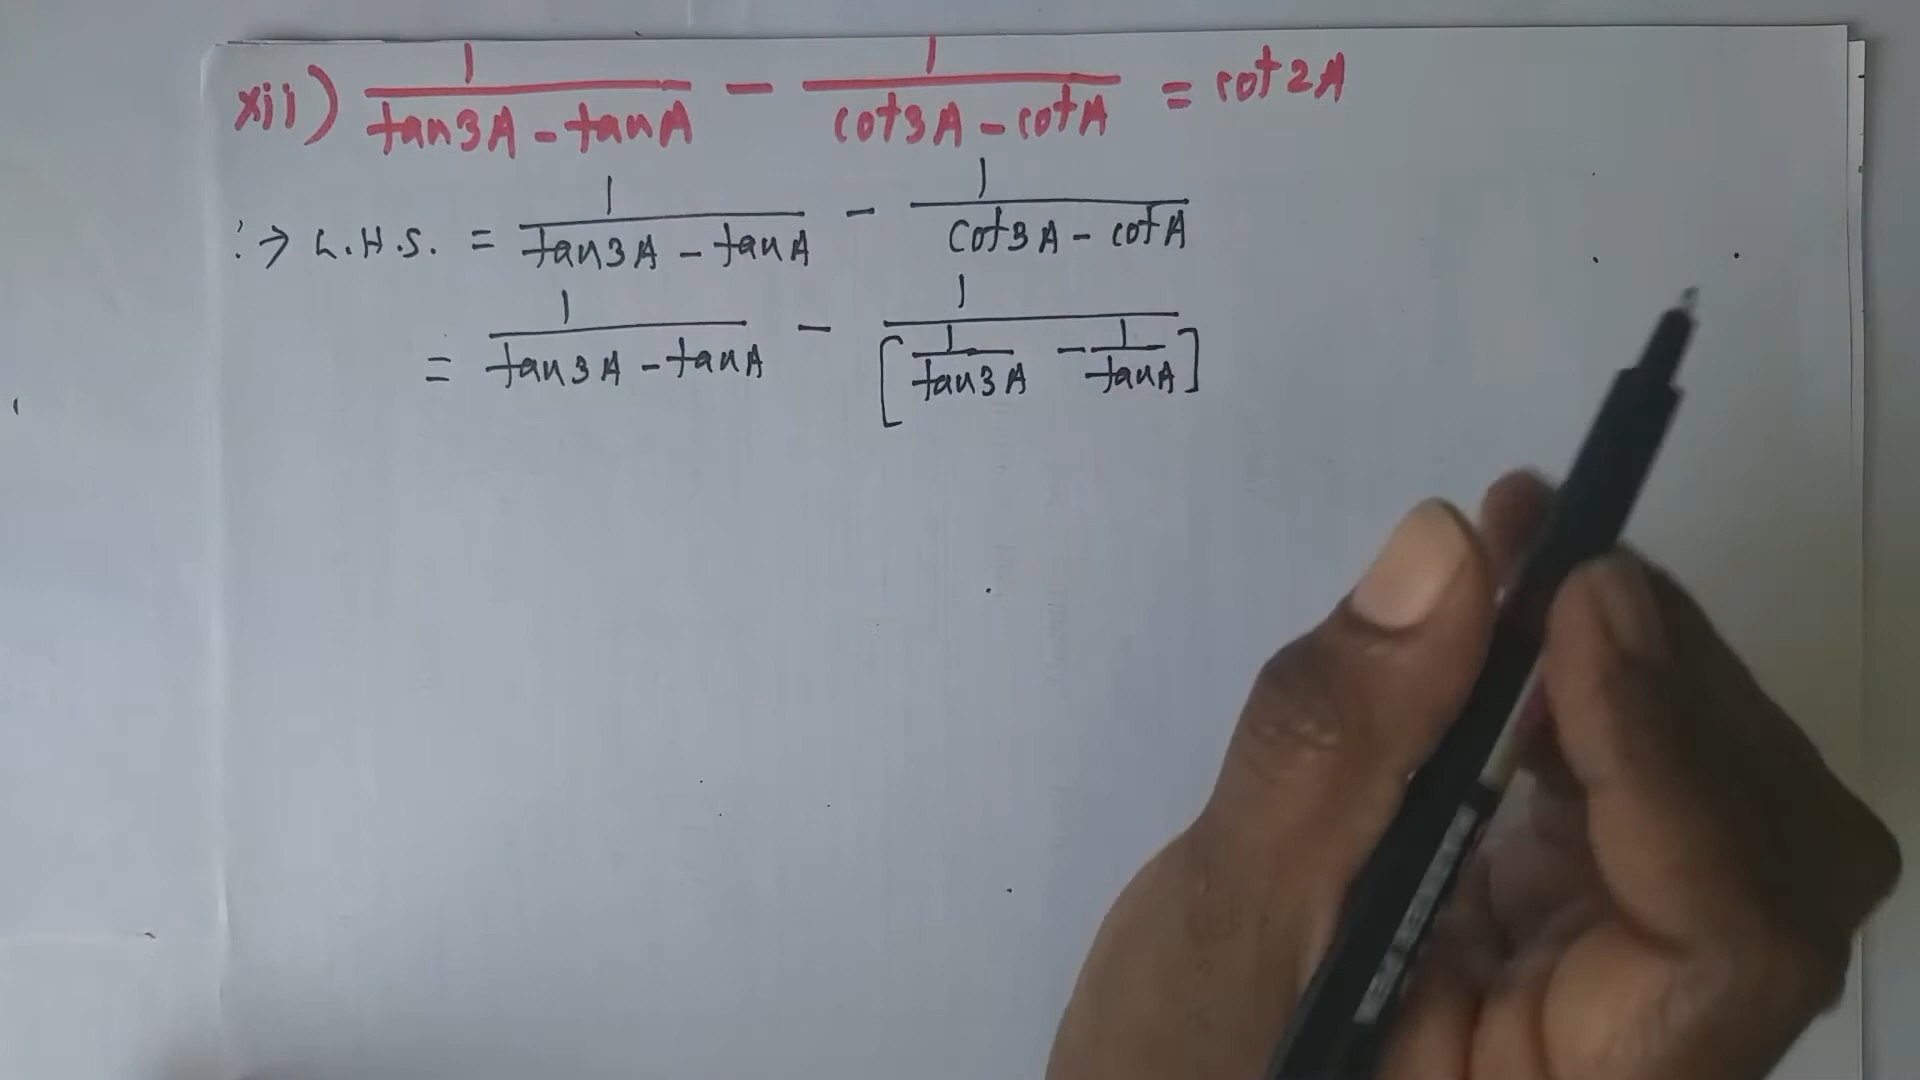 xii) 1/(tan3A - tanA) - 1/(cot3A - cotA) = cot2A
∴→ L.H.S. = 1/(tan3A - tanA) - 1/(cot3A - cotA)
= 1/(tan3A - tanA) - 1/[1/tan3A - 1/tanA]